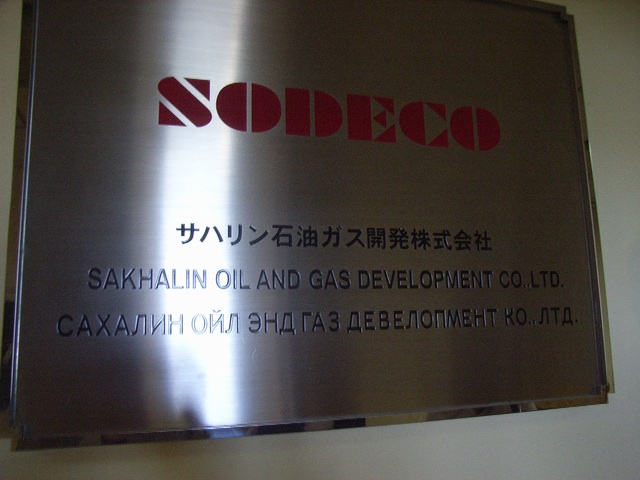 SODECO
サハリン石油ガス開発株式会社
SAKHALIN OIL AND GAS DEVELOPMENT CO.,LTD.
САХАЛИН ОЙЛ ЭНД ГАЗ ДЕВЕЛОПМЕНТ КО.,ЛТД.